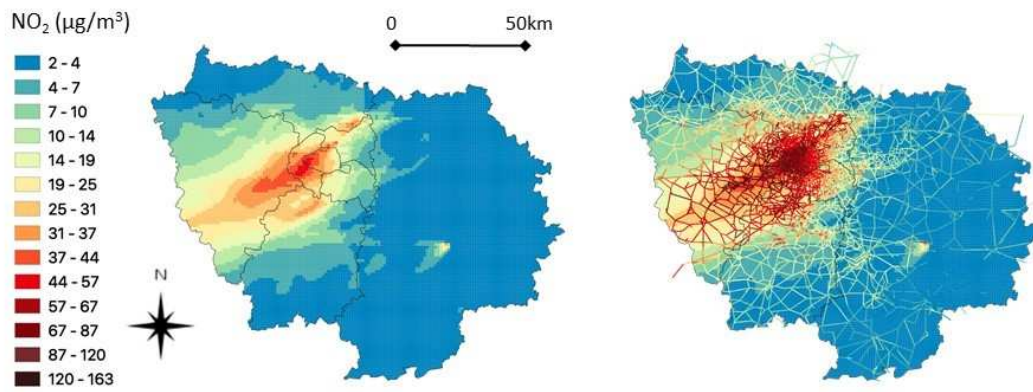 NO₂ (µg/m³)
0 50km
2 - 4
4 - 7
7 - 10
10 - 14
14 - 19
19 - 25
25 - 31
31 - 37
37 - 44
44 - 57
57 - 67
67 - 87
87 - 120
120 - 163
N